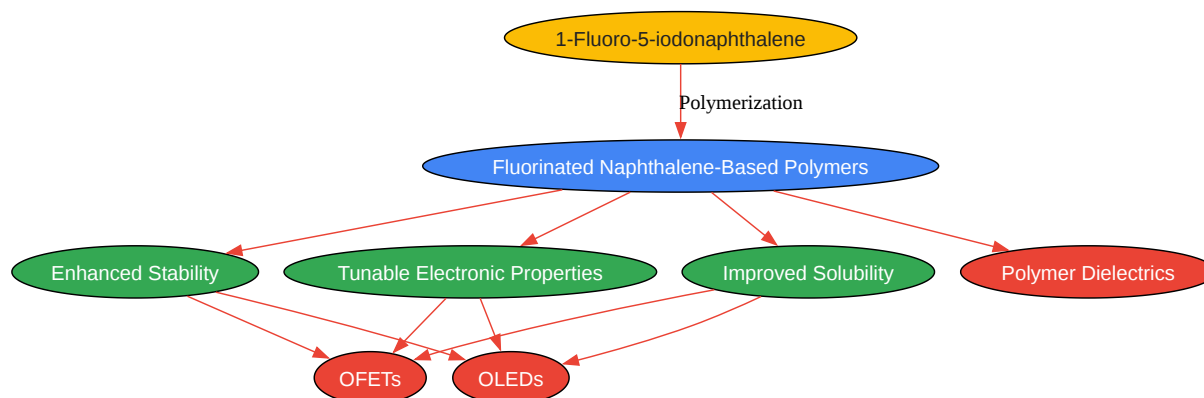 1-Fluoro-5-iodonaphthalene
Polymerization
Fluorinated Naphthalene-Based Polymers
Enhanced Stability
Tunable Electronic Properties
Improved Solubility
Polymer Dielectrics
OFETs
OLEDs